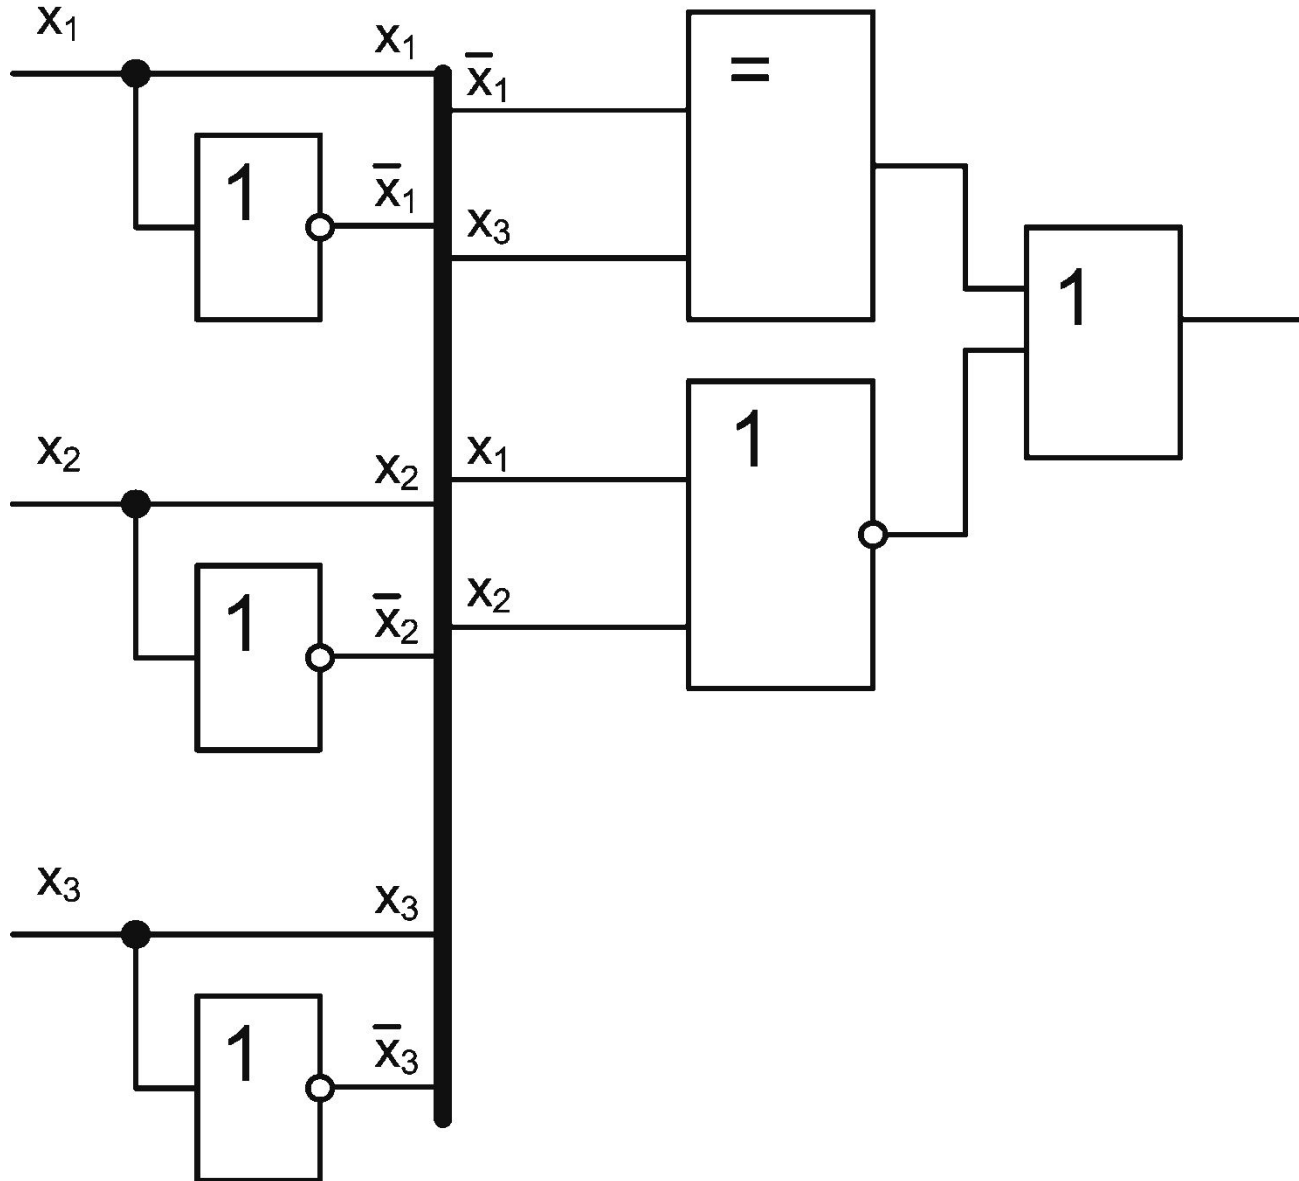 x₁
x₁
x̅₁
=
1
x̅₁
x₃
1
x₂
x₂
x₁
1
1
x̅₂
x₂
x₃
x₃
1
x̅₃